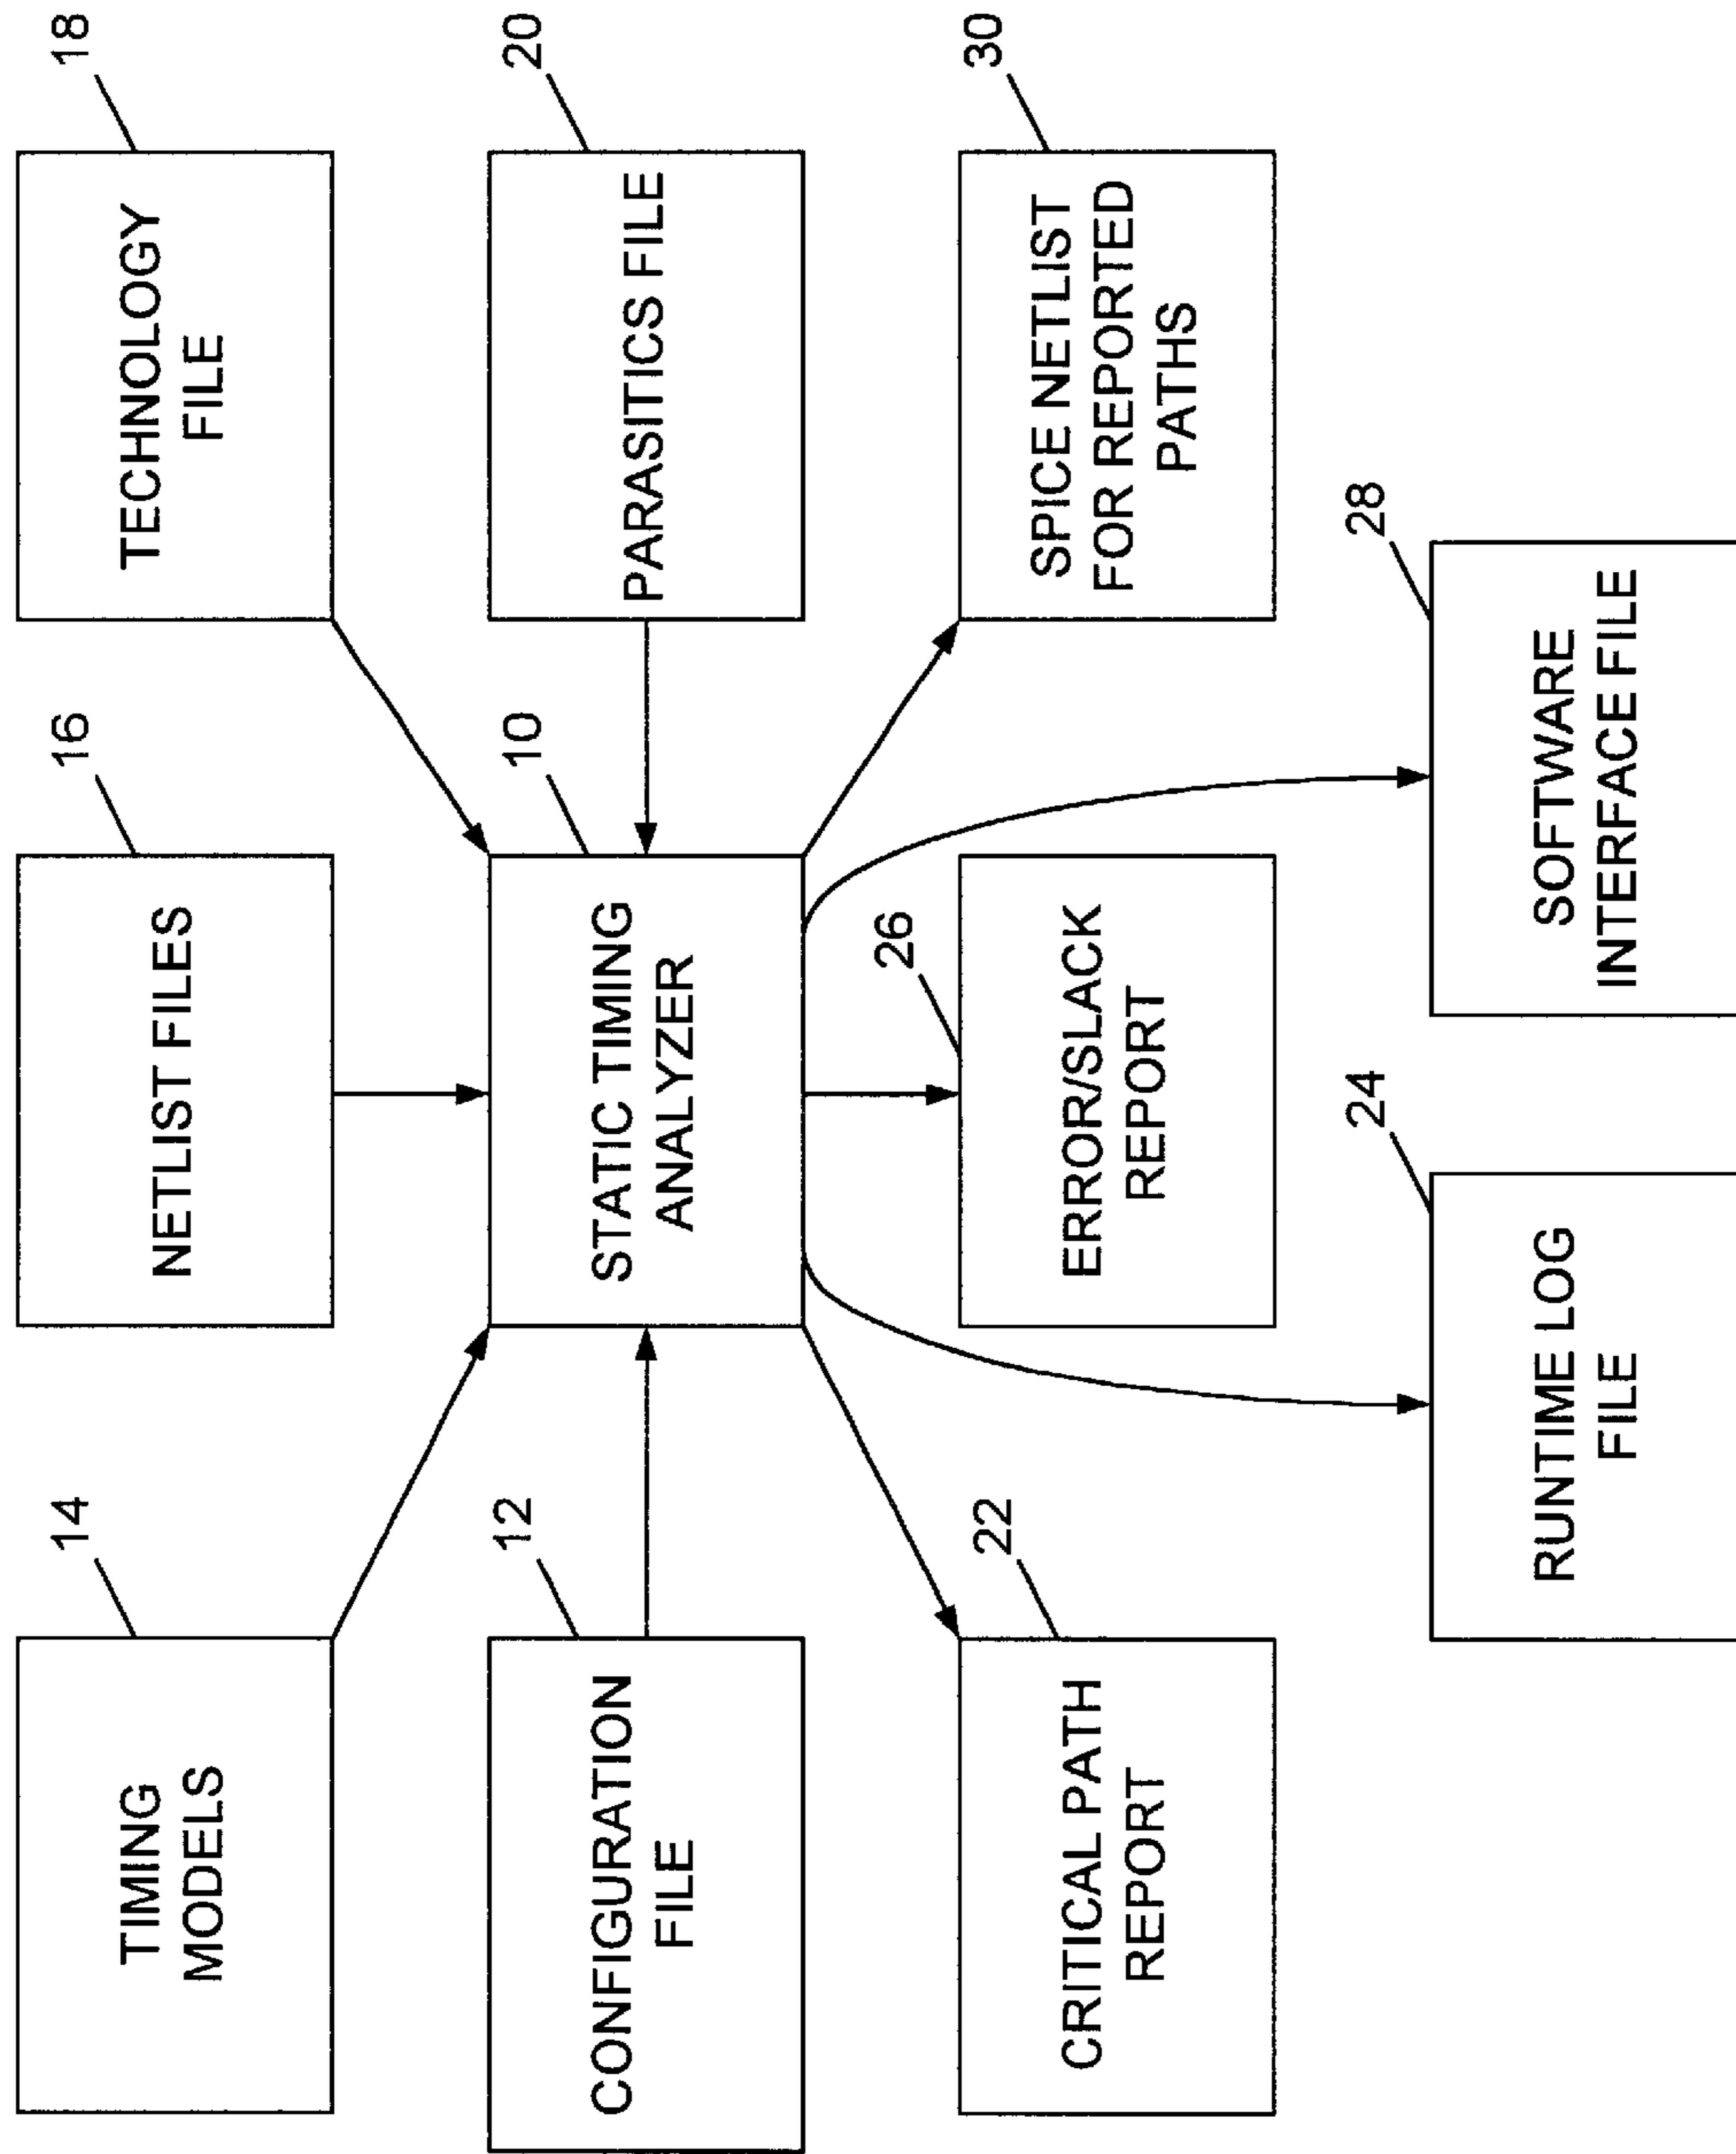 14
TIMING
MODELS
16
NETLIST FILES
18
TECHNOLOGY
FILE
12
CONFIGURATION
FILE
10
STATIC TIMING
ANALYZER
20
PARASITICS FILE
22
CRITICAL PATH
REPORT
26
ERROR/SLACK
REPORT
30
SPICE NETLIST
FOR REPORTED
PATHS
24
RUNTIME LOG
FILE
28
SOFTWARE
INTERFACE FILE